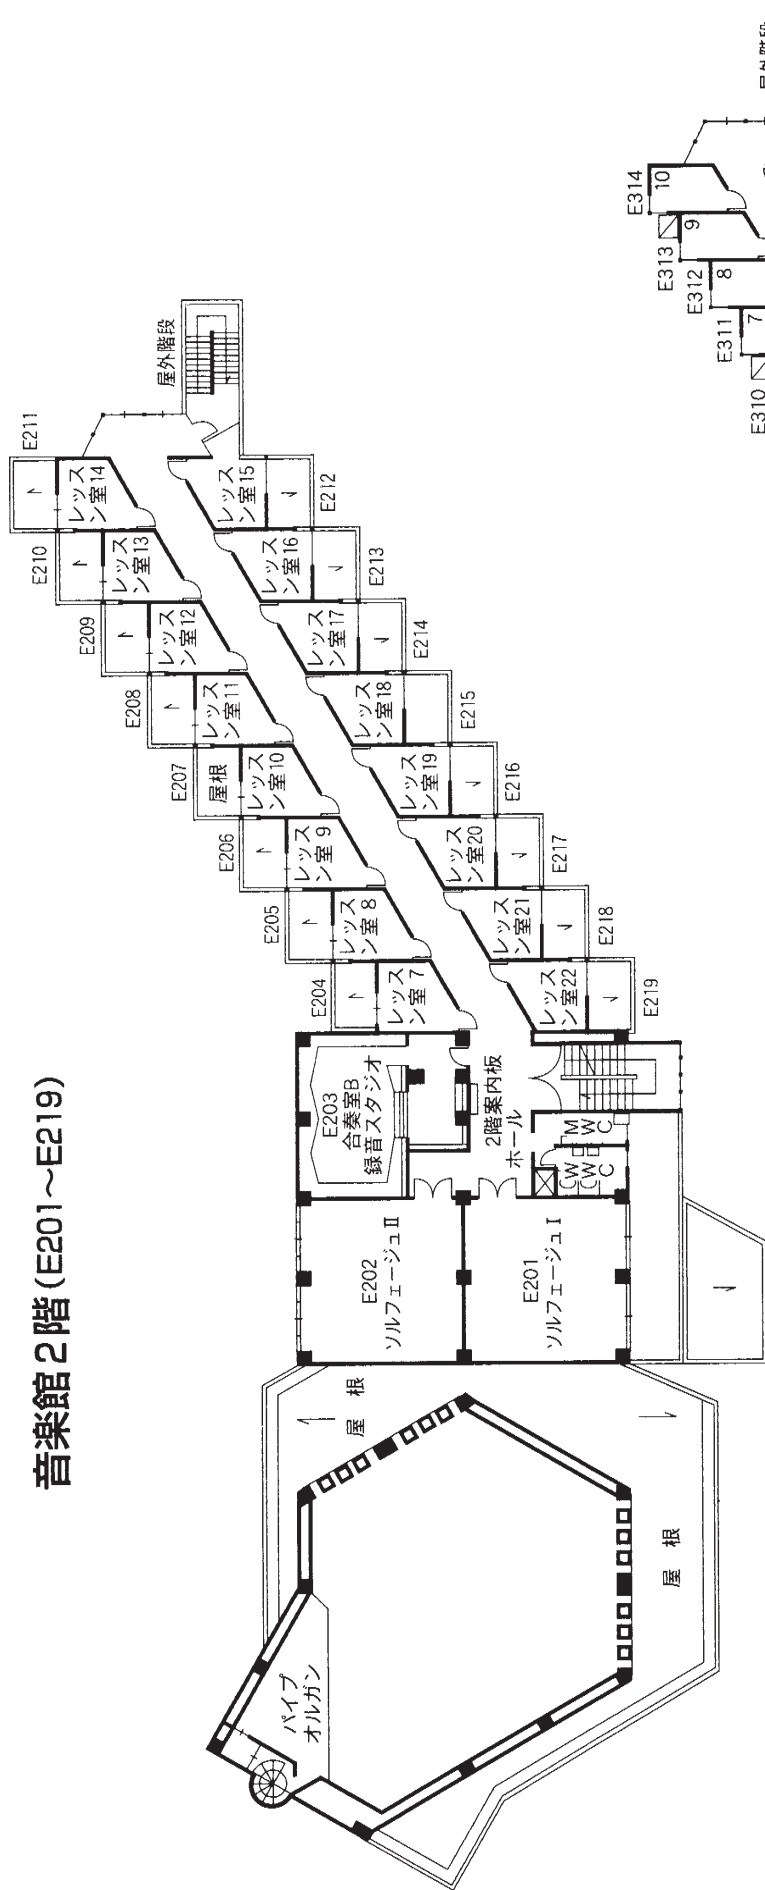 音楽館2階(E201～E219)
パイプ
オルガン
屋根
屋根
E202
ソルフェージュⅡ
E201
ソルフェージュⅠ
E203
合奏室B
録音スタジオ
2階案内板
ホール
WC
WC
MWC
E204
レッス
ン室7
E205
レッス
ン室8
E206
レッス
ン室9
E207
屋根
レッス
ン室10
E208
レッス
ン室11
E209
レッス
ン室12
E210
レッス
ン室13
E211
レッス
ン室14
屋外階段
レッス
ン室15
E212
レッス
ン室16
E213
レッス
ン室17
E214
レッス
ン室18
E215
レッス
ン室19
E216
レッス
ン室20
E217
レッス
ン室21
E218
レッス
ン室22
E219
E310
E311
7
E312
8
E313
9
E314
10